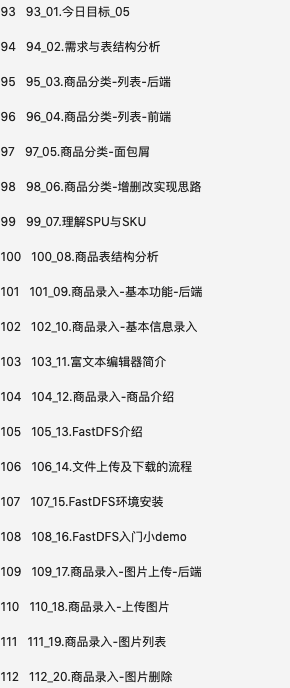 93 93_01.今日目标_05
94 94_02.需求与表结构分析
95 95_03.商品分类-列表-后端
96 96_04.商品分类-列表-前端
97 97_05.商品分类-面包屑
98 98_06.商品分类-增删改实现思路
99 99_07.理解SPU与SKU
100 100_08.商品表结构分析
101 101_09.商品录入-基本功能-后端
102 102_10.商品录入-基本信息录入
103 103_11.富文本编辑器简介
104 104_12.商品录入-商品介绍
105 105_13.FastDFS介绍
106 106_14.文件上传及下载的流程
107 107_15.FastDFS环境安装
108 108_16.FastDFS入门小demo
109 109_17.商品录入-图片上传-后端
110 110_18.商品录入-上传图片
111 111_19.商品录入-图片列表
112 112_20.商品录入-图片删除